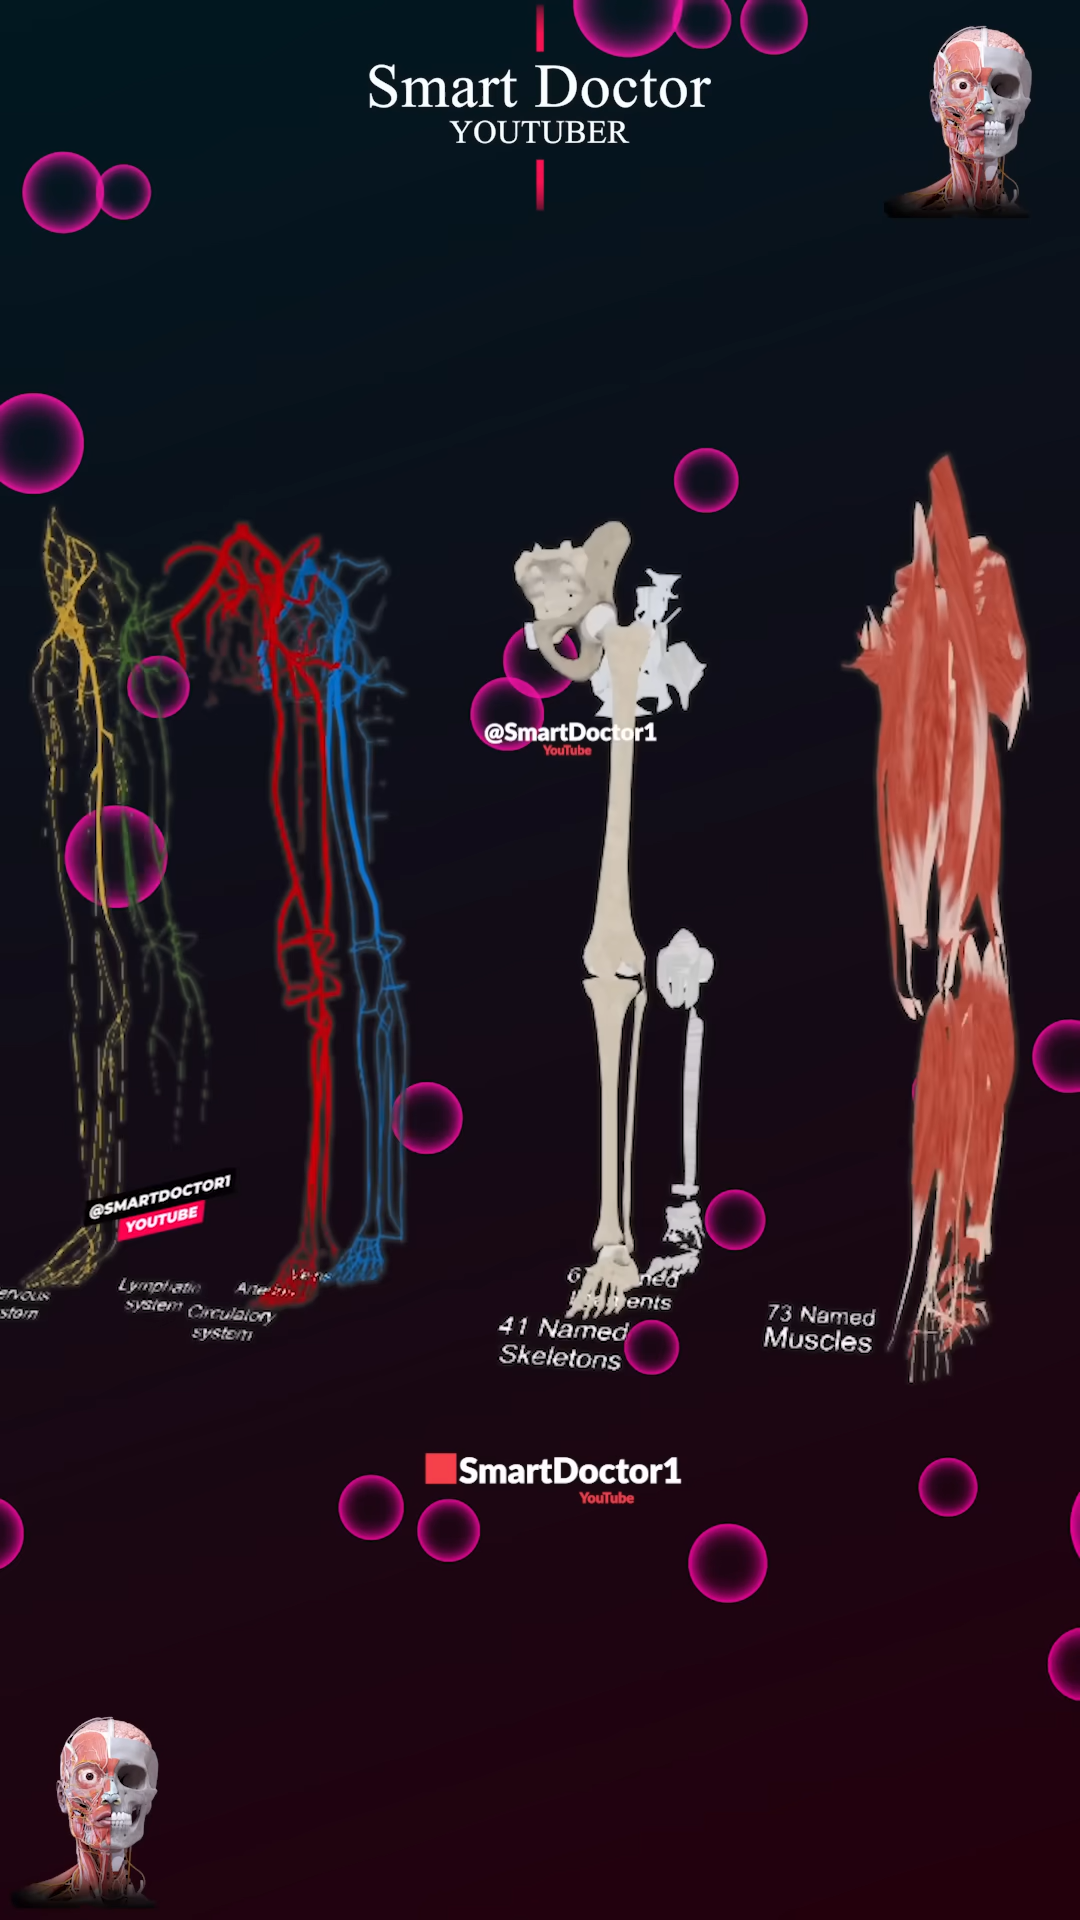 Smart Doctor
YOUTUBER
@SmartDoctor1
YouTube
@SMARTDOCTOR1
YOUTUBE
Lymphatic
system
Veins
Circulatory
system
41 Named
Skeletons
73 Named
Muscles
SmartDoctor1
YouTube